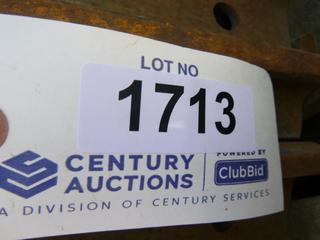 LOT NO
1713
POWERED BY
CENTURY
AUCTIONS
ClubBid
A DIVISION OF CENTURY SERVICES